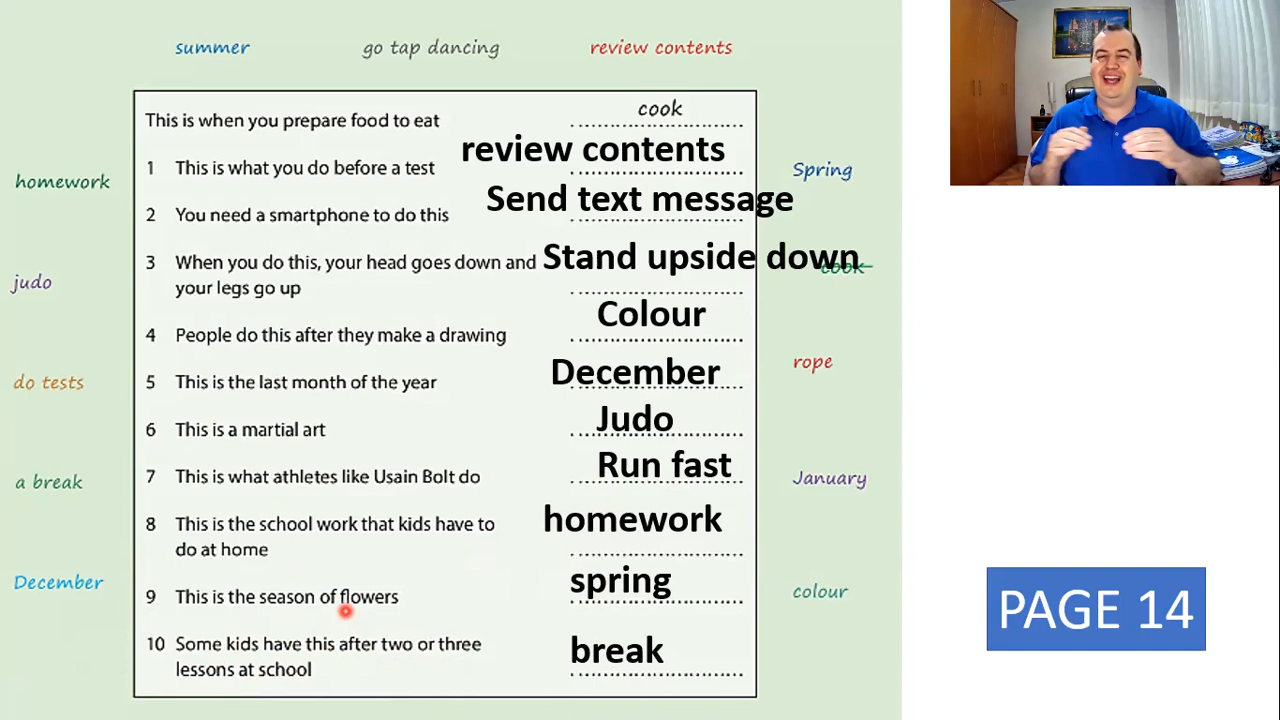 summer go tap dancing review contents
This is when you prepare food to eat cook
1 This is what you do before a test review contents
homework
Spring
2 You need a smartphone to do this Send text message
3 When you do this, your head goes down and Stand upside down
your legs go up
judo
cook
4 People do this after they make a drawing Colour
rope
5 This is the last month of the year December
do tests
6 This is a martial art Judo
7 This is what athletes like Usain Bolt do Run fast
a break
January
8 This is the school work that kids have to homework
do at home
December
colour
9 This is the season of flowers spring
10 Some kids have this after two or three break
lessons at school
PAGE 14